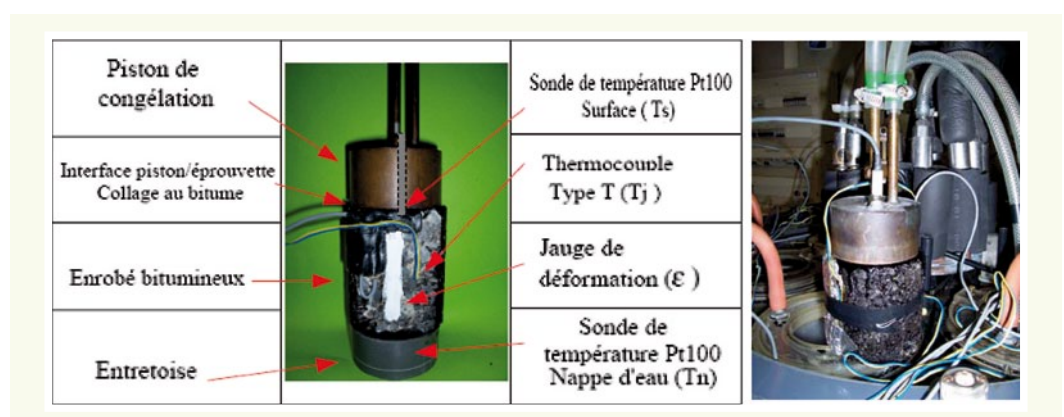 Piston de
congélation
Interface piston/éprouvette
Collage au bitume
Enrobé bitumineux
Entretoise
Sonde de température Pt100
Surface ( Ts)
Thermocouple
Type T (Tj )
Jauge de
déformation (ε )
Sonde de
température Pt100
Nappe d'eau (Tn)